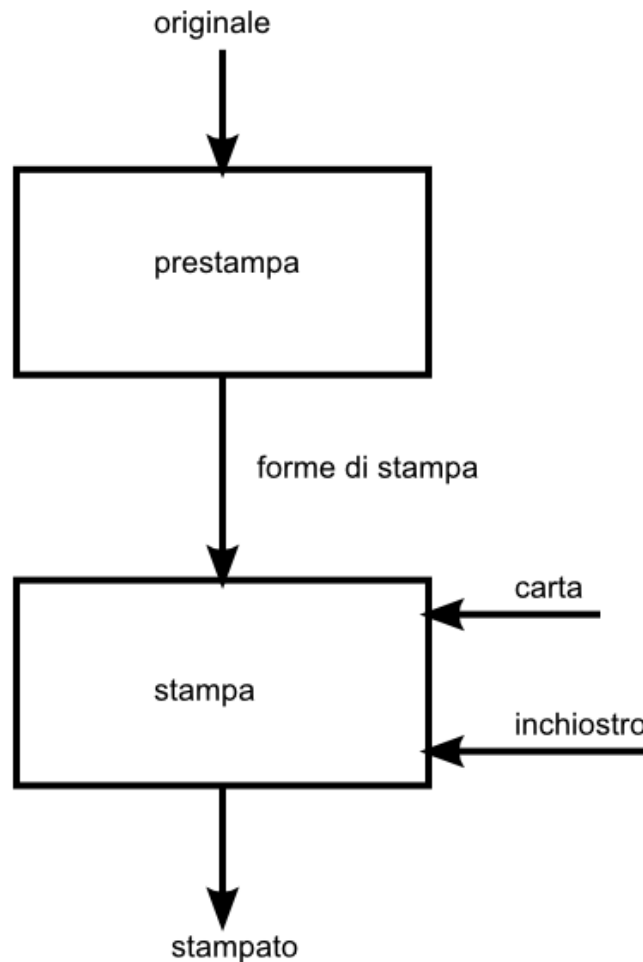 originale
prestampa
forme di stampa
carta
stampa
inchiostro
stampato